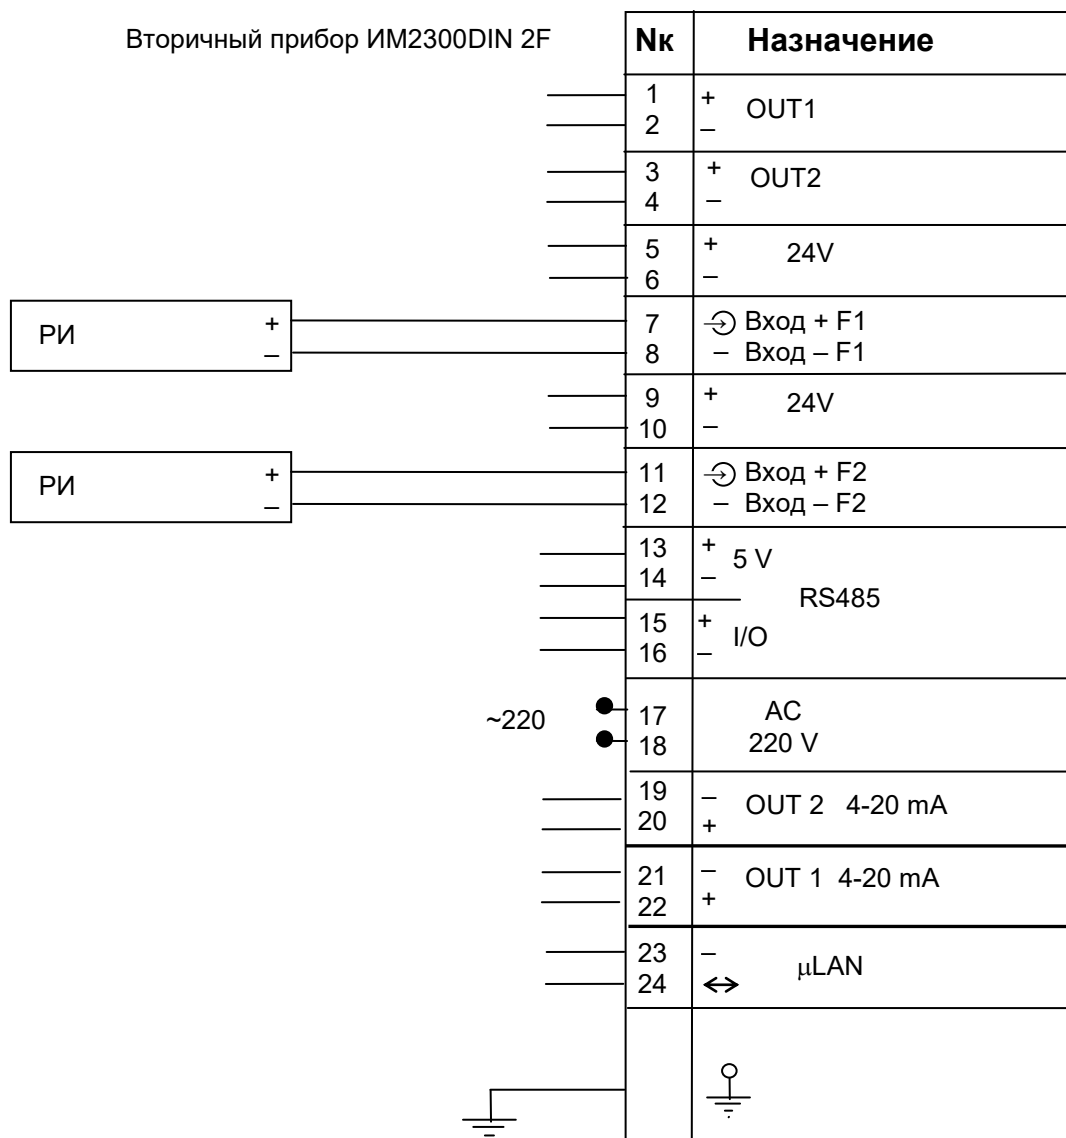 Вторичный прибор ИМ2300DIN 2F
Nк Назначение
1 + OUT1
2 –
3 + OUT2
4 –
5 + 24V
6 –
РИ + 7 Вход + F1
– 8 – Вход – F1
9 + 24V
10 –
РИ + 11 Вход + F2
– 12 – Вход – F2
13 + 5 V
14 –
RS485
15 + I/O
16 –
~220 17 AC
18 220 V
19 – OUT 2 4-20 mA
20 +
21 – OUT 1 4-20 mA
22 +
23 – µLAN
24 ↔